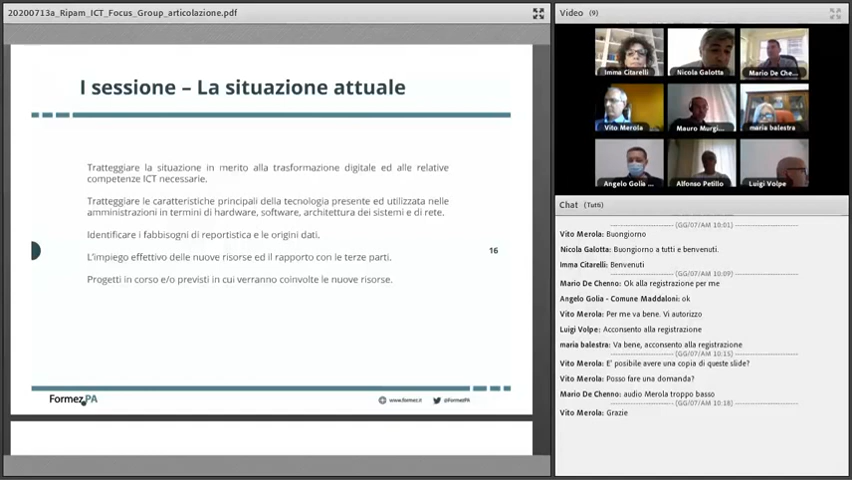 20200713a_Ripam_ICT_Focus_Group_articolazione.pdf
I sessione – La situazione attuale
Tratteggiare la situazione in merito alla trasformazione digitale ed alle relative
competenze ICT necessarie.
Tratteggiare le caratteristiche principali della tecnologia presente ed utilizzata nelle
amministrazioni in termini di hardware, software, architettura dei sistemi e di rete.
Identificare i fabbisogni di reportistica e le origini dati.
L'impiego effettivo delle nuove risorse ed il rapporto con le terze parti.
Progetti in corso e/o previsti in cui verranno coinvolte le nuove risorse.
16
FormezPA
www.formez.it
@FormezPA
Video (9)
Imma Citarelli
Nicola Galotta
Mario De Che...
Vito Merola
Mauro Murgi...
maria balestra
Angelo Golia ...
Alfonso Petillo
Luigi Volpe
Chat (Tutti)
(GG/07/AM 10:01)
Vito Merola: Buongiorno
Nicola Galotta: Buongiorno a tutti e benvenuti.
Imma Citarelli: Benvenuti
(GG/07/AM 10:09)
Mario De Chenno: Ok alla registrazione per me
Angelo Golia - Comune Maddaloni: ok
Vito Merola: Per me va bene. Vi autorizzo
Luigi Volpe: Acconsento alla registrazione
maria balestra: Va bene, acconsento alla registrazione
(GG/07/AM 10:15)
Vito Merola: E' posibile avere una copia di queste slide?
Vito Merola: Posso fare una domanda?
Mario De Chenno: audio Merola troppo basso
(GG/07/AM 10:18)
Vito Merola: Grazie